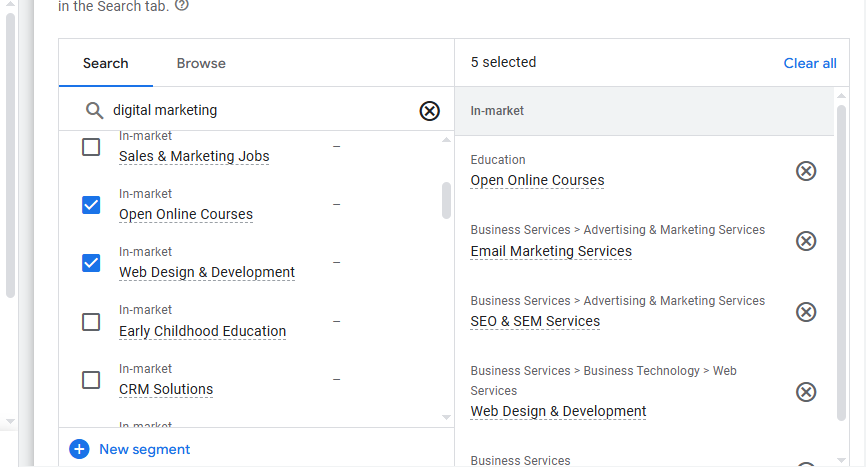 in the Search tab.
Search
Browse
digital marketing
In-market
Sales & Marketing Jobs
–
In-market
Open Online Courses
–
In-market
Web Design & Development
–
In-market
Early Childhood Education
–
In-market
CRM Solutions
–
In-market
New segment
5 selected
Clear all
In-market
Education
Open Online Courses
Business Services > Advertising & Marketing Services
Email Marketing Services
Business Services > Advertising & Marketing Services
SEO & SEM Services
Business Services > Business Technology > Web
Services
Web Design & Development
Business Services